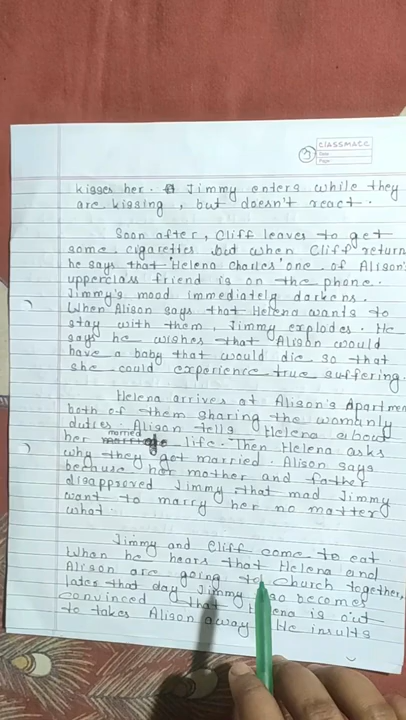 CLASSMATE
Date
Page
3
kisses her. Jimmy enters while they
are kissing, but doesn't react.
Soon after, Cliff leaves to get
some cigarettes but when Cliff return
he says that 'Helena charles' one of Alison's
upperclass friend is on the phone.
Jimmy's mood immediately darkens.
When Alison says that Helena wants to
stay with them, Jimmy explodes. He
says he wishes that Alison would
have a baby that would die so that
she could experience true suffering.
Helena arrives at Alison's Apartmen
both of them sharing the womanly
duties Alison tells Helena about
her married life. Then Helena asks
why they got married. Alison says
because her mother and father
disapproved Jimmy that mad Jimmy
want to marry her no matter
what.
Jimmy and Cliff come to eat
When he hears that Helena and
Alison are going to Church together,
later that day Jimmy also becomes
convinced that Helena is out
to takes Alison away. He insults